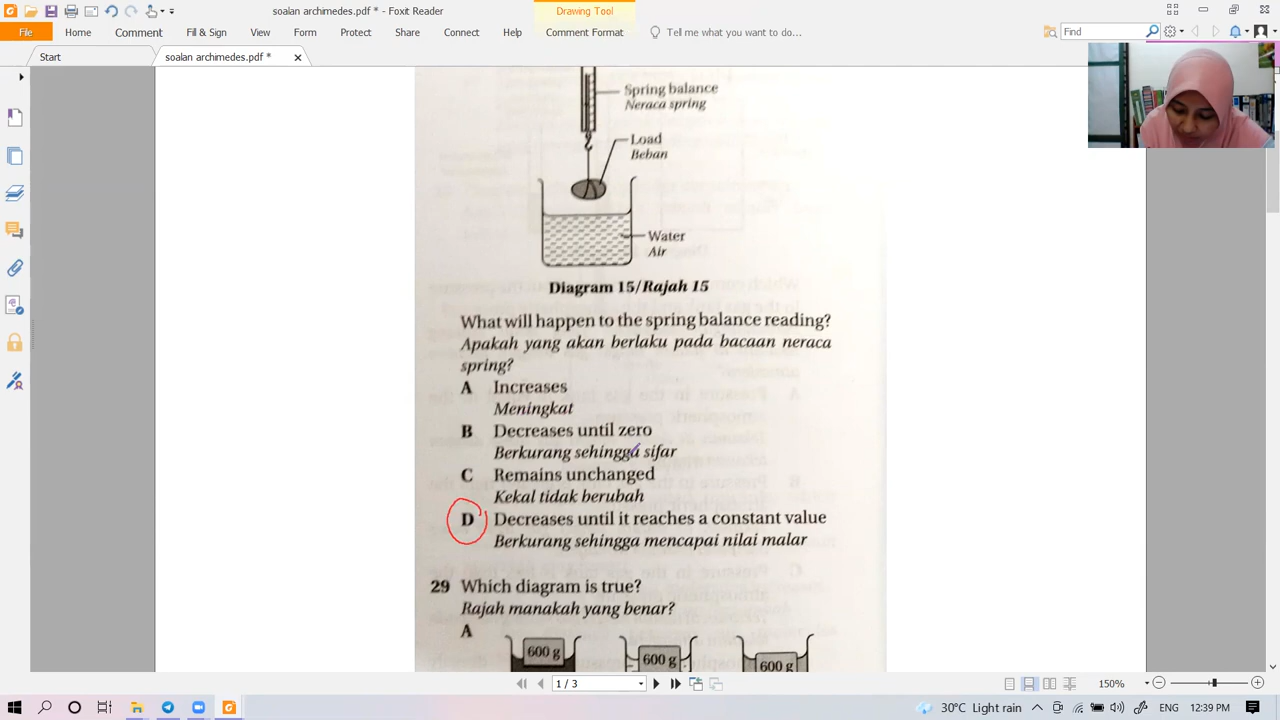 soalan archimedes.pdf * - Foxit Reader
Drawing Tool
File Home Comment Fill & Sign View Form Protect Share Connect Help Comment Format Tell me what you want to do... Find
Start soalan archimedes.pdf *
Spring balance
Neraca spring
Load
Beban
Water
Air
Diagram 15/Rajah 15
What will happen to the spring balance reading?
Apakah yang akan berlaku pada bacaan neraca
spring?
A Increases
Meningkat
B Decreases until zero
Berkurang sehingga sifar
C Remains unchanged
Kekal tidak berubah
D Decreases until it reaches a constant value
Berkurang sehingga mencapai nilai malar
29 Which diagram is true?
Rajah manakah yang benar?
A
600 g 600 g 600 g
1 / 3
150%
30°C Light rain ENG 12:39 PM